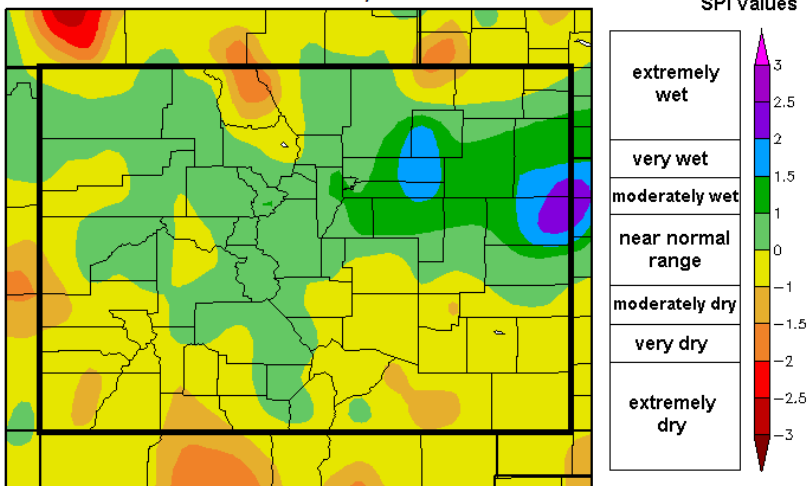 SPI Values
extremely
wet
very wet
moderately wet
near normal
range
moderately dry
very dry
extremely
dry
3
2.5
2
1.5
1
0
−1
−1.5
−2
−2.5
−3